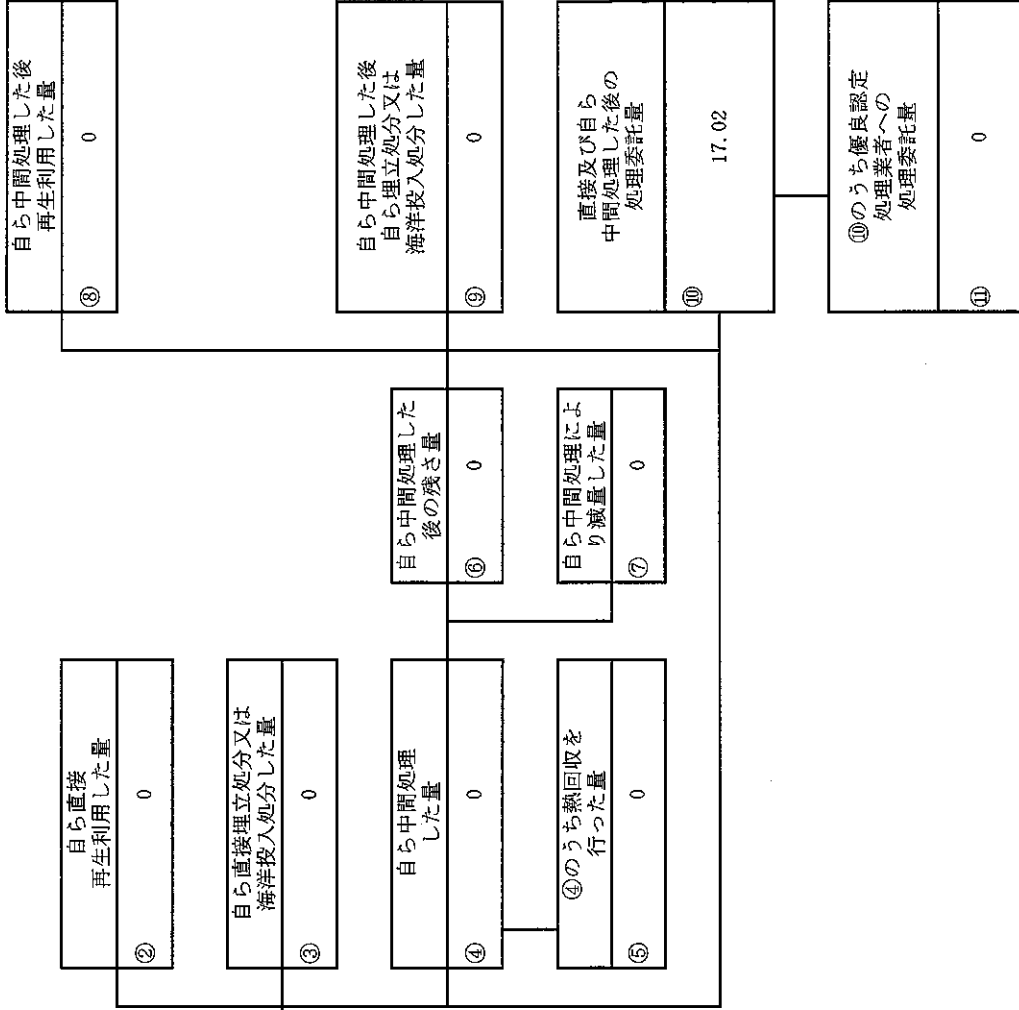 自ら直接
再生利用した量
② 0
自ら直接埋立処分又は
海洋投入処分した量
③ 0
自ら中間処理
した量
④ 0
④のうち熱回収を
行った量
⑤ 0
自ら中間処理した
後の残さ量
⑥ 0
自ら中間処理によ
り減量した量
⑦ 0
自ら中間処理した後
再生利用した量
⑧ 0
自ら中間処理した後
自ら埋立処分又は
海洋投入処分した量
⑨ 0
直接及び自ら
中間処理した後の
処理委託量
⑩ 17.02
⑩のうち優良認定
処理業者への
処理委託量
⑪ 0